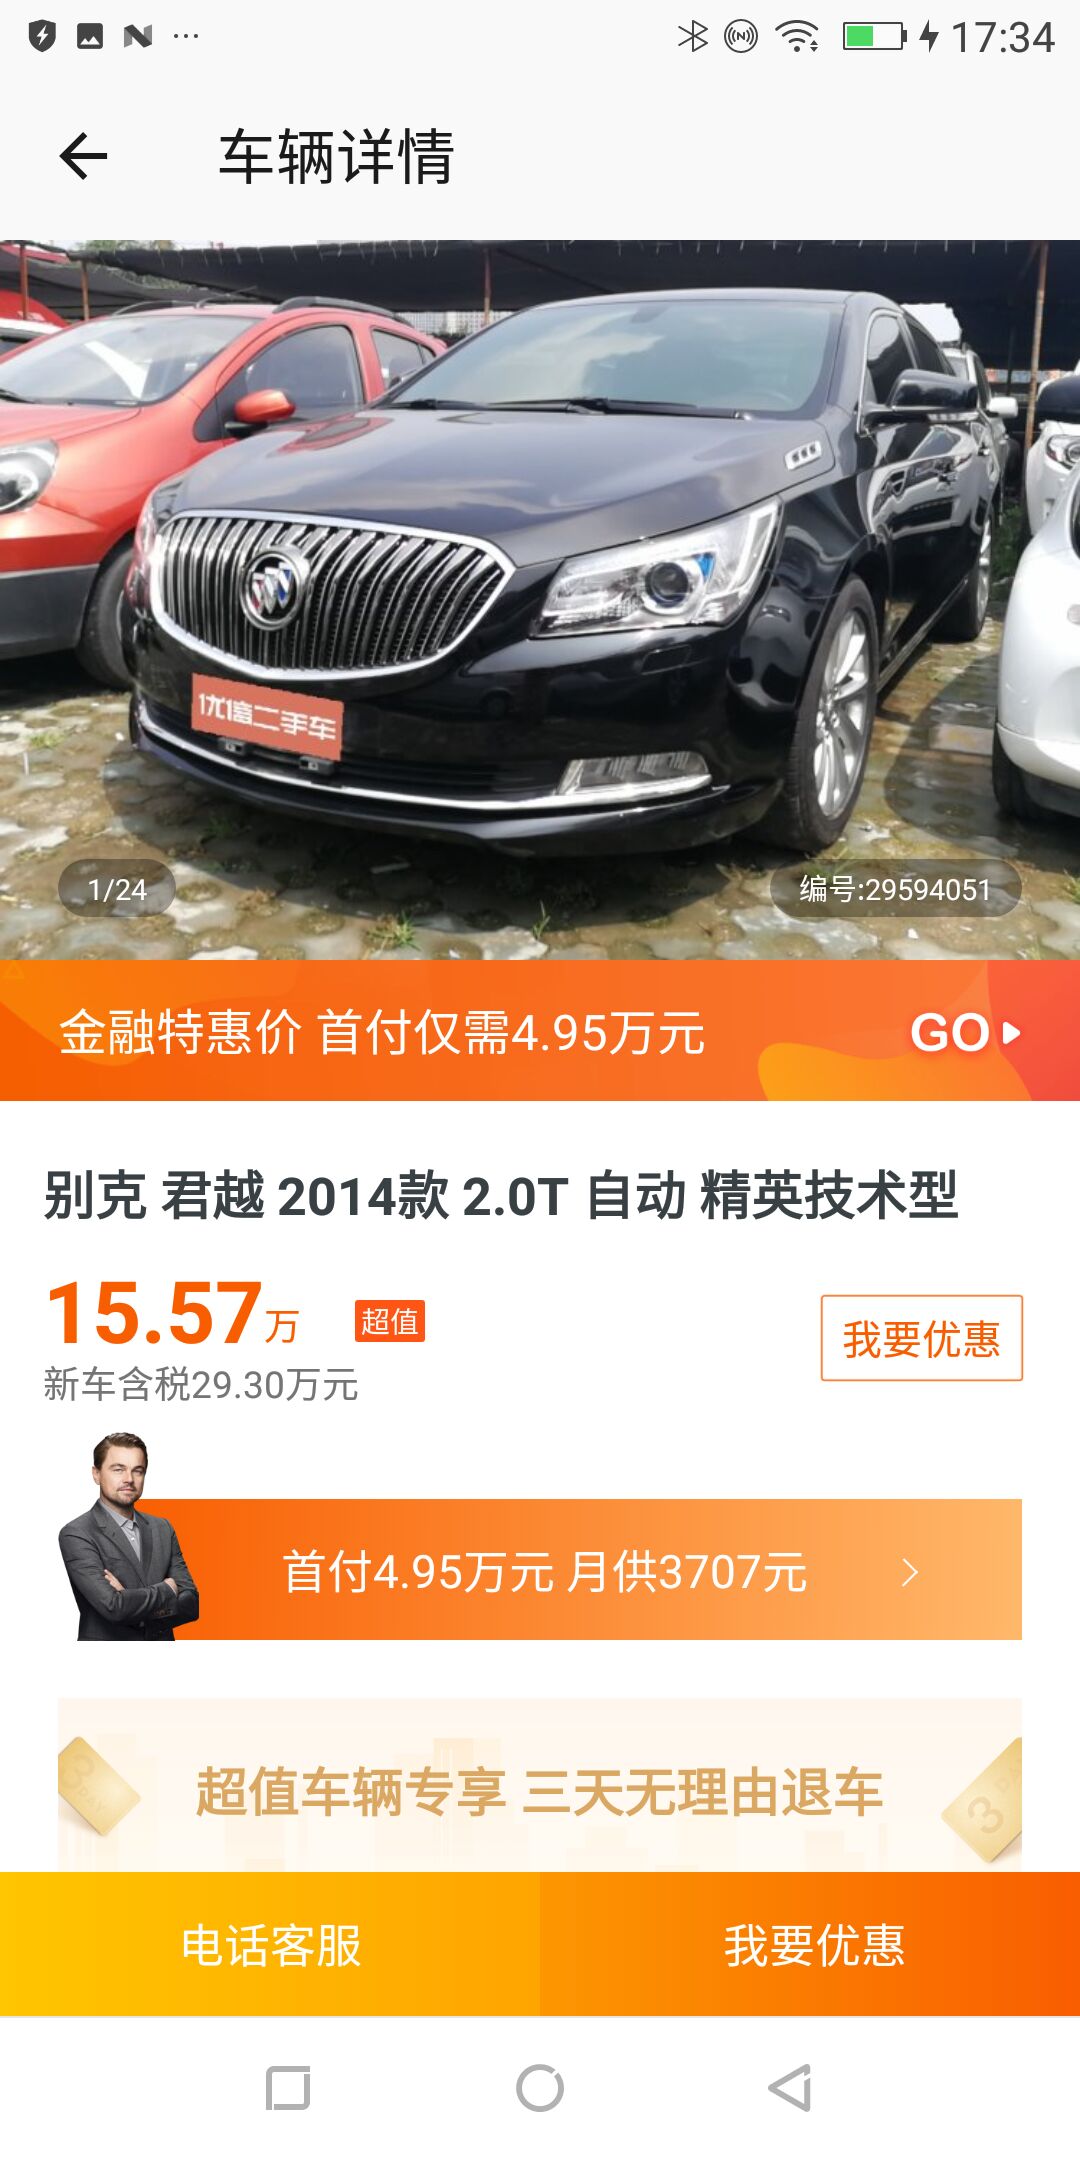 17:34
车辆详情
优信二手车
1/24
编号:29594051
金融特惠价 首付仅需4.95万元
GO
别克 君越 2014款 2.0T 自动 精英技术型
15.57万
超值
我要优惠
新车含税29.30万元
首付4.95万元 月供3707元
超值车辆专享 三天无理由退车
3
3
电话客服
我要优惠